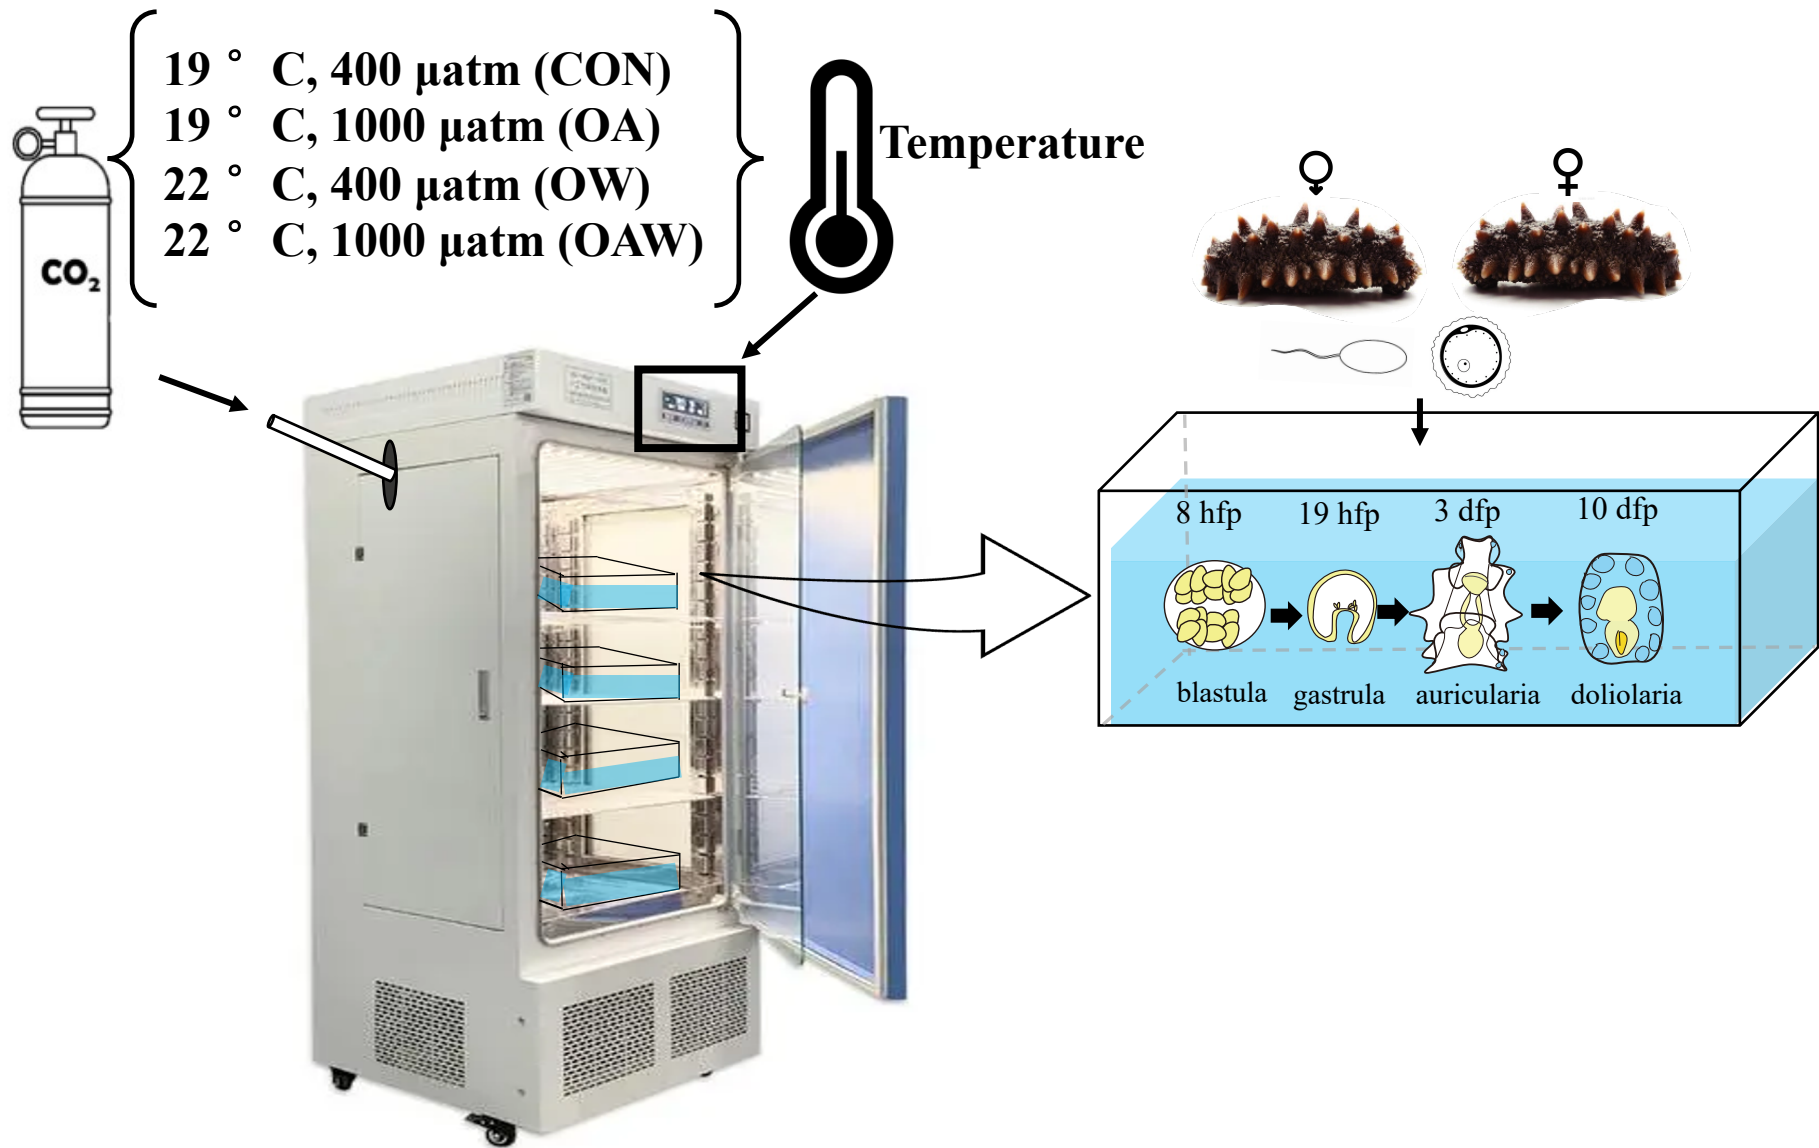 19 ° C, 400 μatm (CON)
19 ° C, 1000 μatm (OA)
22 ° C, 400 μatm (OW)
22 ° C, 1000 μatm (OAW)
CO₂
Temperature
♂
♀
8 hfp
19 hfp
3 dfp
10 dfp
blastula
gastrula
auricularia
doliolaria